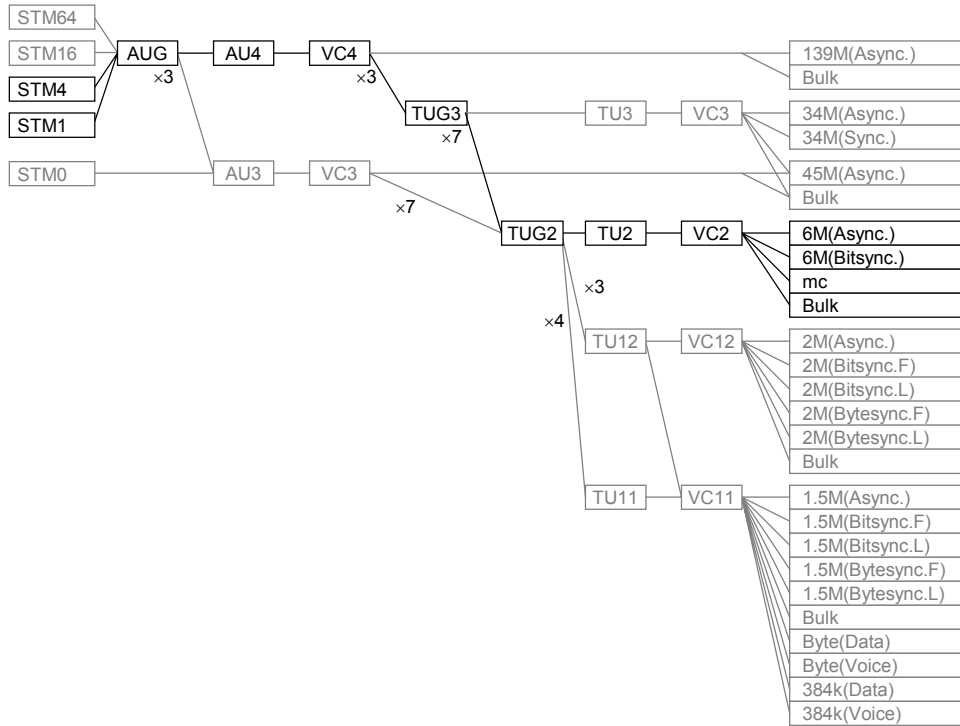 STM64
STM16 AUG AU4 VC4 139M(Async.)
×3 ×3 Bulk
STM4
TUG3 TU3 VC3 34M(Async.)
STM1 ×7 34M(Sync.)
STM0 AU3 VC3 45M(Async.)
Bulk
×7
TUG2 TU2 VC2 6M(Async.)
6M(Bitsync.)
×3 mc
Bulk
×4
TU12 VC12 2M(Async.)
2M(Bitsync.F)
2M(Bitsync.L)
2M(Bytesync.F)
2M(Bytesync.L)
Bulk
TU11 VC11 1.5M(Async.)
1.5M(Bitsync.F)
1.5M(Bitsync.L)
1.5M(Bytesync.F)
1.5M(Bytesync.L)
Bulk
Byte(Data)
Byte(Voice)
384k(Data)
384k(Voice)